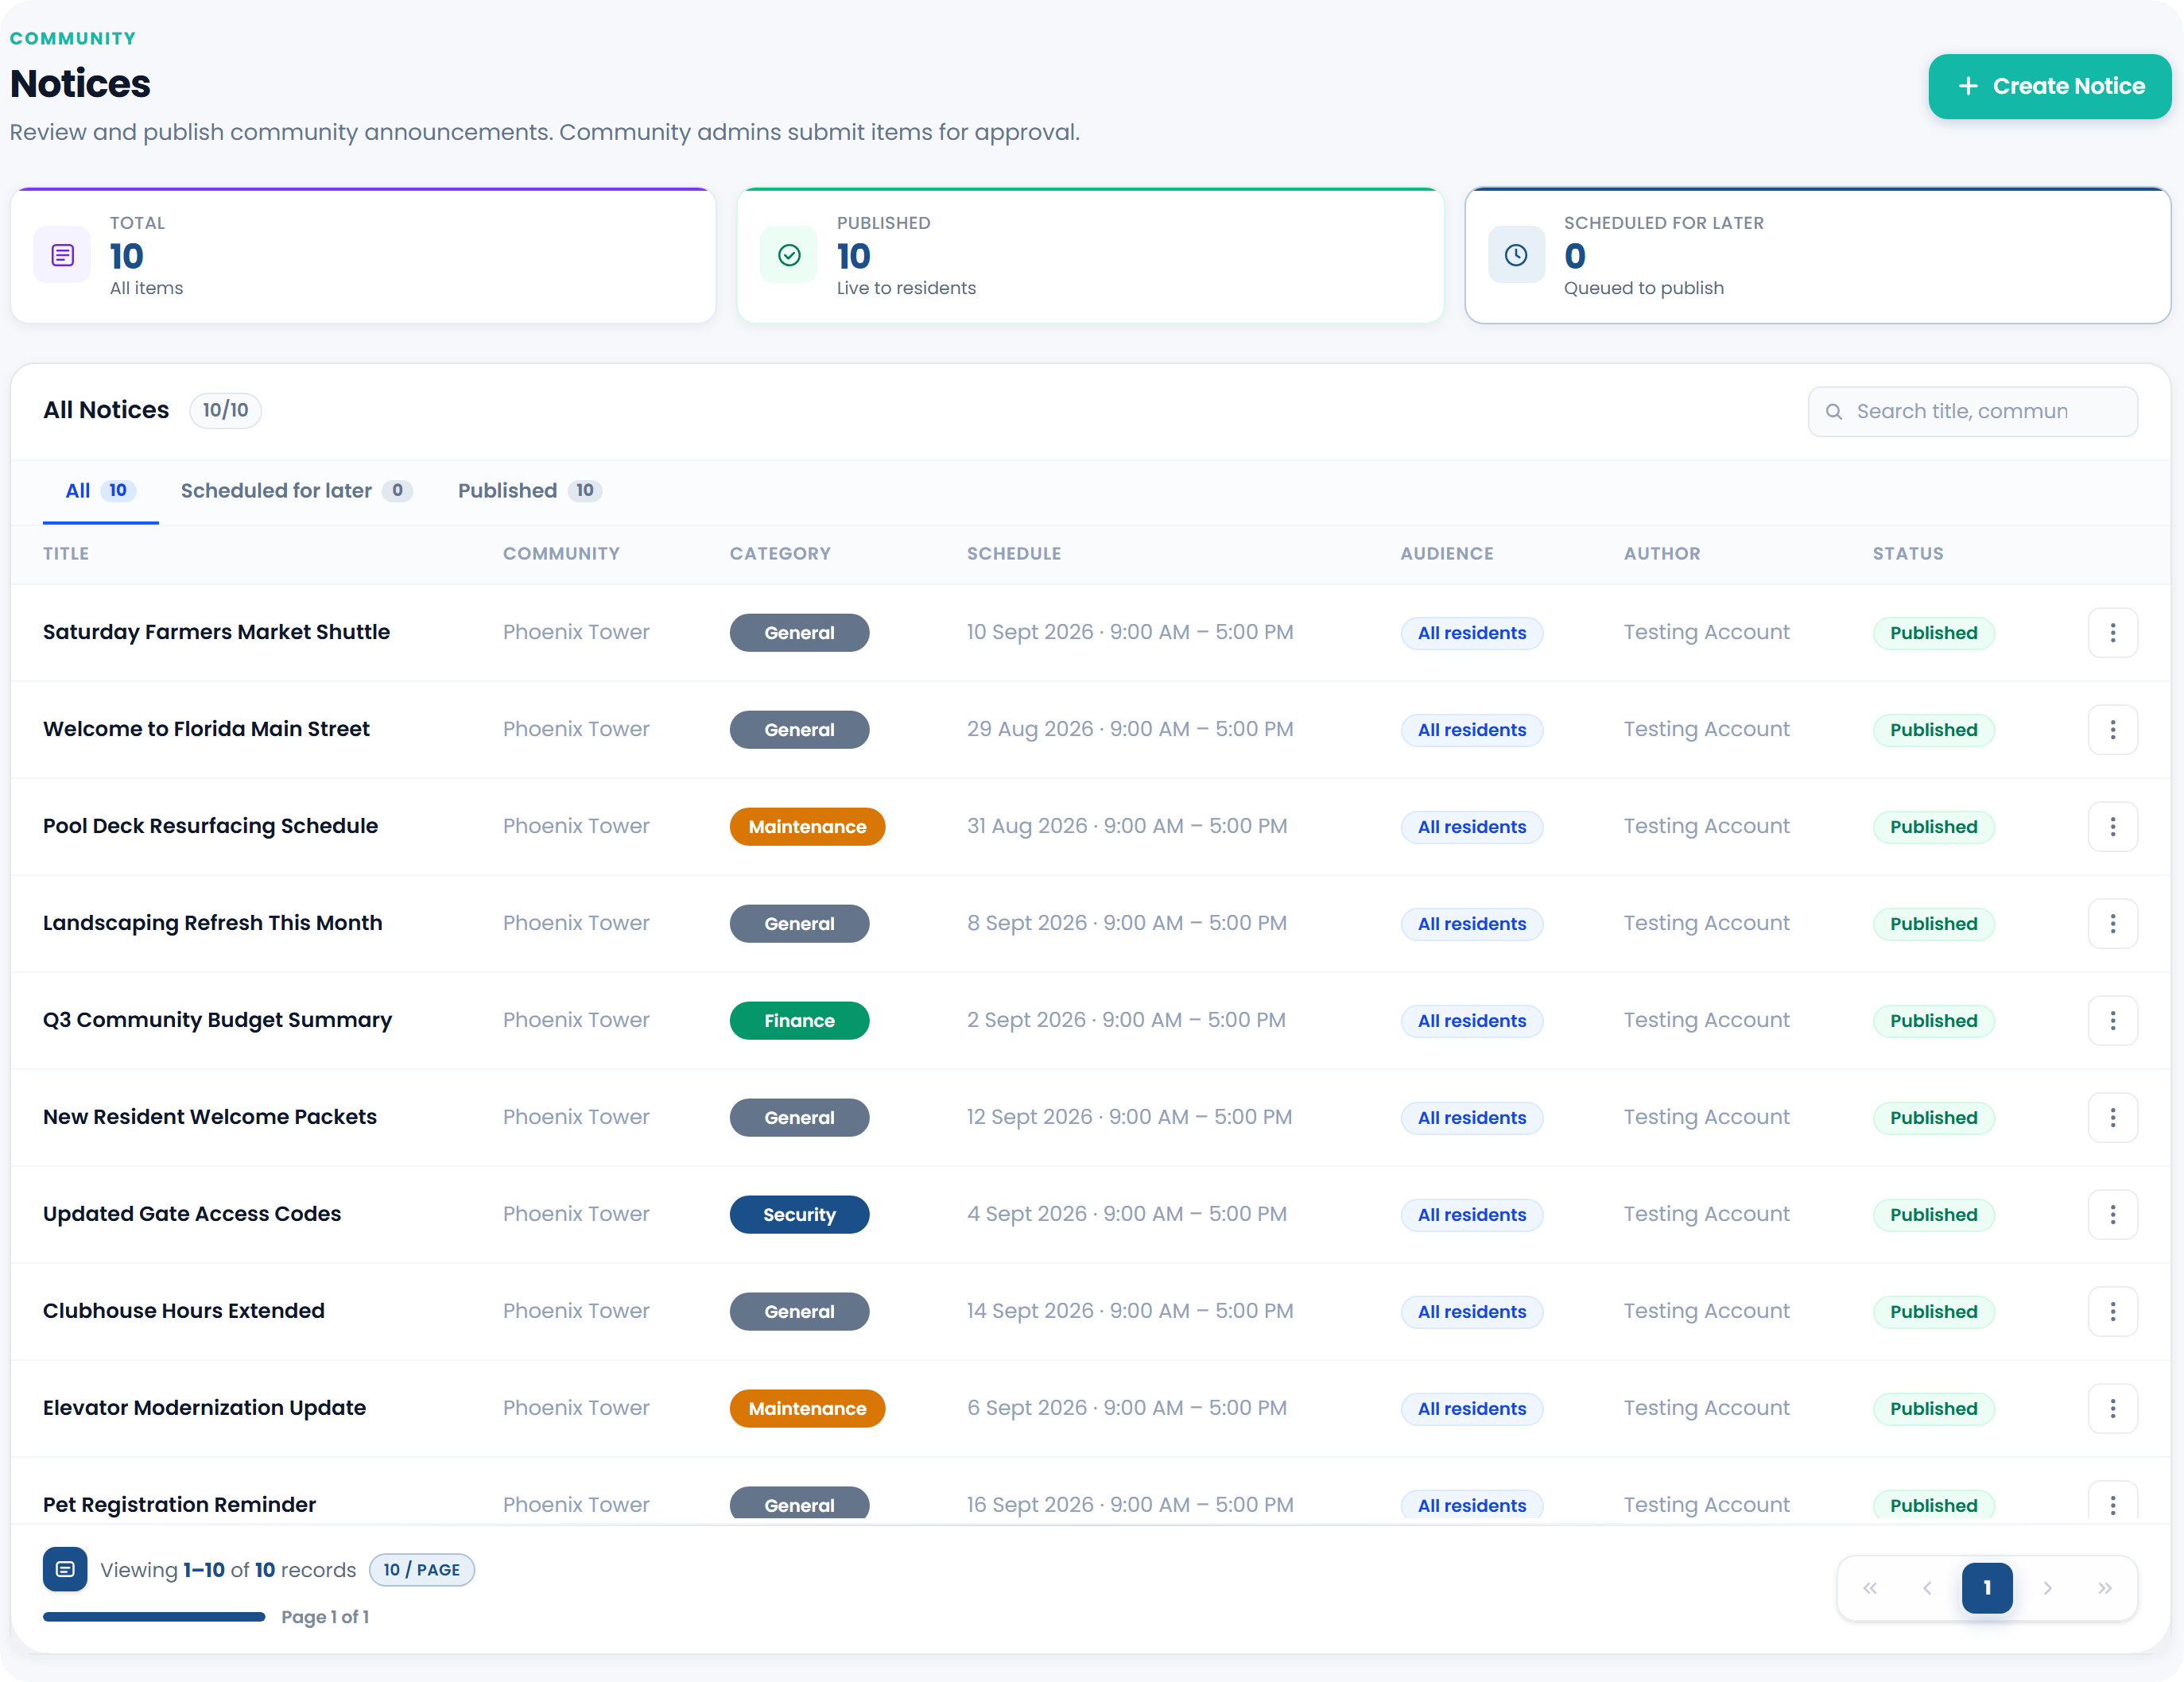 COMMUNITY
Notices
Review and publish community announcements. Community admins submit items for approval.
Create Notice
TOTAL
10
All items
PUBLISHED
10
Live to residents
SCHEDULED FOR LATER
0
Queued to publish
All Notices 10/10
Search title, commun
All 10 Scheduled for later 0 Published 10
TITLE COMMUNITY CATEGORY SCHEDULE AUDIENCE AUTHOR STATUS
Saturday Farmers Market Shuttle Phoenix Tower General 10 Sept 2026 · 9:00 AM – 5:00 PM All residents Testing Account Published
Welcome to Florida Main Street Phoenix Tower General 29 Aug 2026 · 9:00 AM – 5:00 PM All residents Testing Account Published
Pool Deck Resurfacing Schedule Phoenix Tower Maintenance 31 Aug 2026 · 9:00 AM – 5:00 PM All residents Testing Account Published
Landscaping Refresh This Month Phoenix Tower General 8 Sept 2026 · 9:00 AM – 5:00 PM All residents Testing Account Published
Q3 Community Budget Summary Phoenix Tower Finance 2 Sept 2026 · 9:00 AM – 5:00 PM All residents Testing Account Published
New Resident Welcome Packets Phoenix Tower General 12 Sept 2026 · 9:00 AM – 5:00 PM All residents Testing Account Published
Updated Gate Access Codes Phoenix Tower Security 4 Sept 2026 · 9:00 AM – 5:00 PM All residents Testing Account Published
Clubhouse Hours Extended Phoenix Tower General 14 Sept 2026 · 9:00 AM – 5:00 PM All residents Testing Account Published
Elevator Modernization Update Phoenix Tower Maintenance 6 Sept 2026 · 9:00 AM – 5:00 PM All residents Testing Account Published
Pet Registration Reminder Phoenix Tower General 16 Sept 2026 · 9:00 AM – 5:00 PM All residents Testing Account Published
Viewing 1–10 of 10 records 10 / PAGE
Page 1 of 1
« ‹ 1 › »